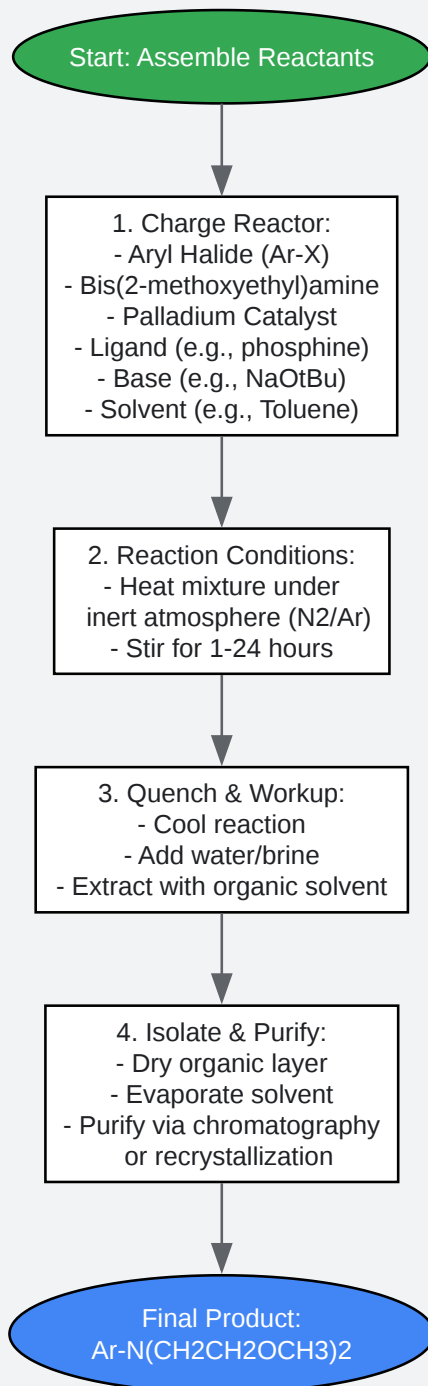 Start: Assemble Reactants
1. Charge Reactor:
- Aryl Halide (Ar-X)
- Bis(2-methoxyethyl)amine
- Palladium Catalyst
- Ligand (e.g., phosphine)
- Base (e.g., NaOtBu)
- Solvent (e.g., Toluene)
2. Reaction Conditions:
- Heat mixture under
inert atmosphere (N2/Ar)
- Stir for 1-24 hours
3. Quench & Workup:
- Cool reaction
- Add water/brine
- Extract with organic solvent
4. Isolate & Purify:
- Dry organic layer
- Evaporate solvent
- Purify via chromatography
or recrystallization
Final Product:
Ar-N(CH2CH2OCH3)2